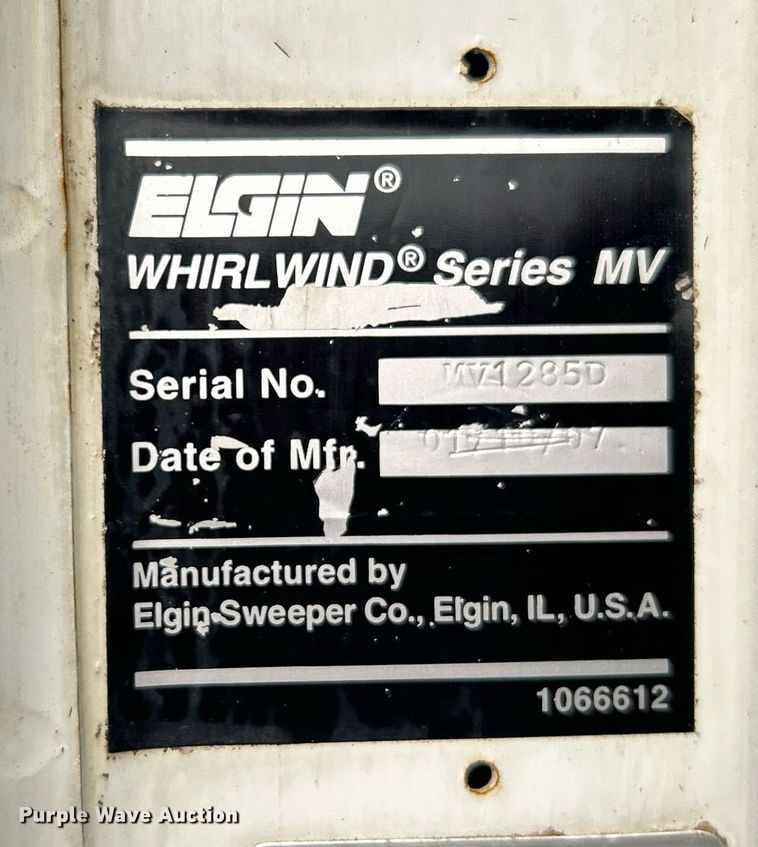 ELGIN®
WHIRLWIND® Series MV
Serial No. MV1285D
Date of Mfr.
Manufactured by
Elgin Sweeper Co., Elgin, IL, U.S.A.
1066612
Purple Wave Auction